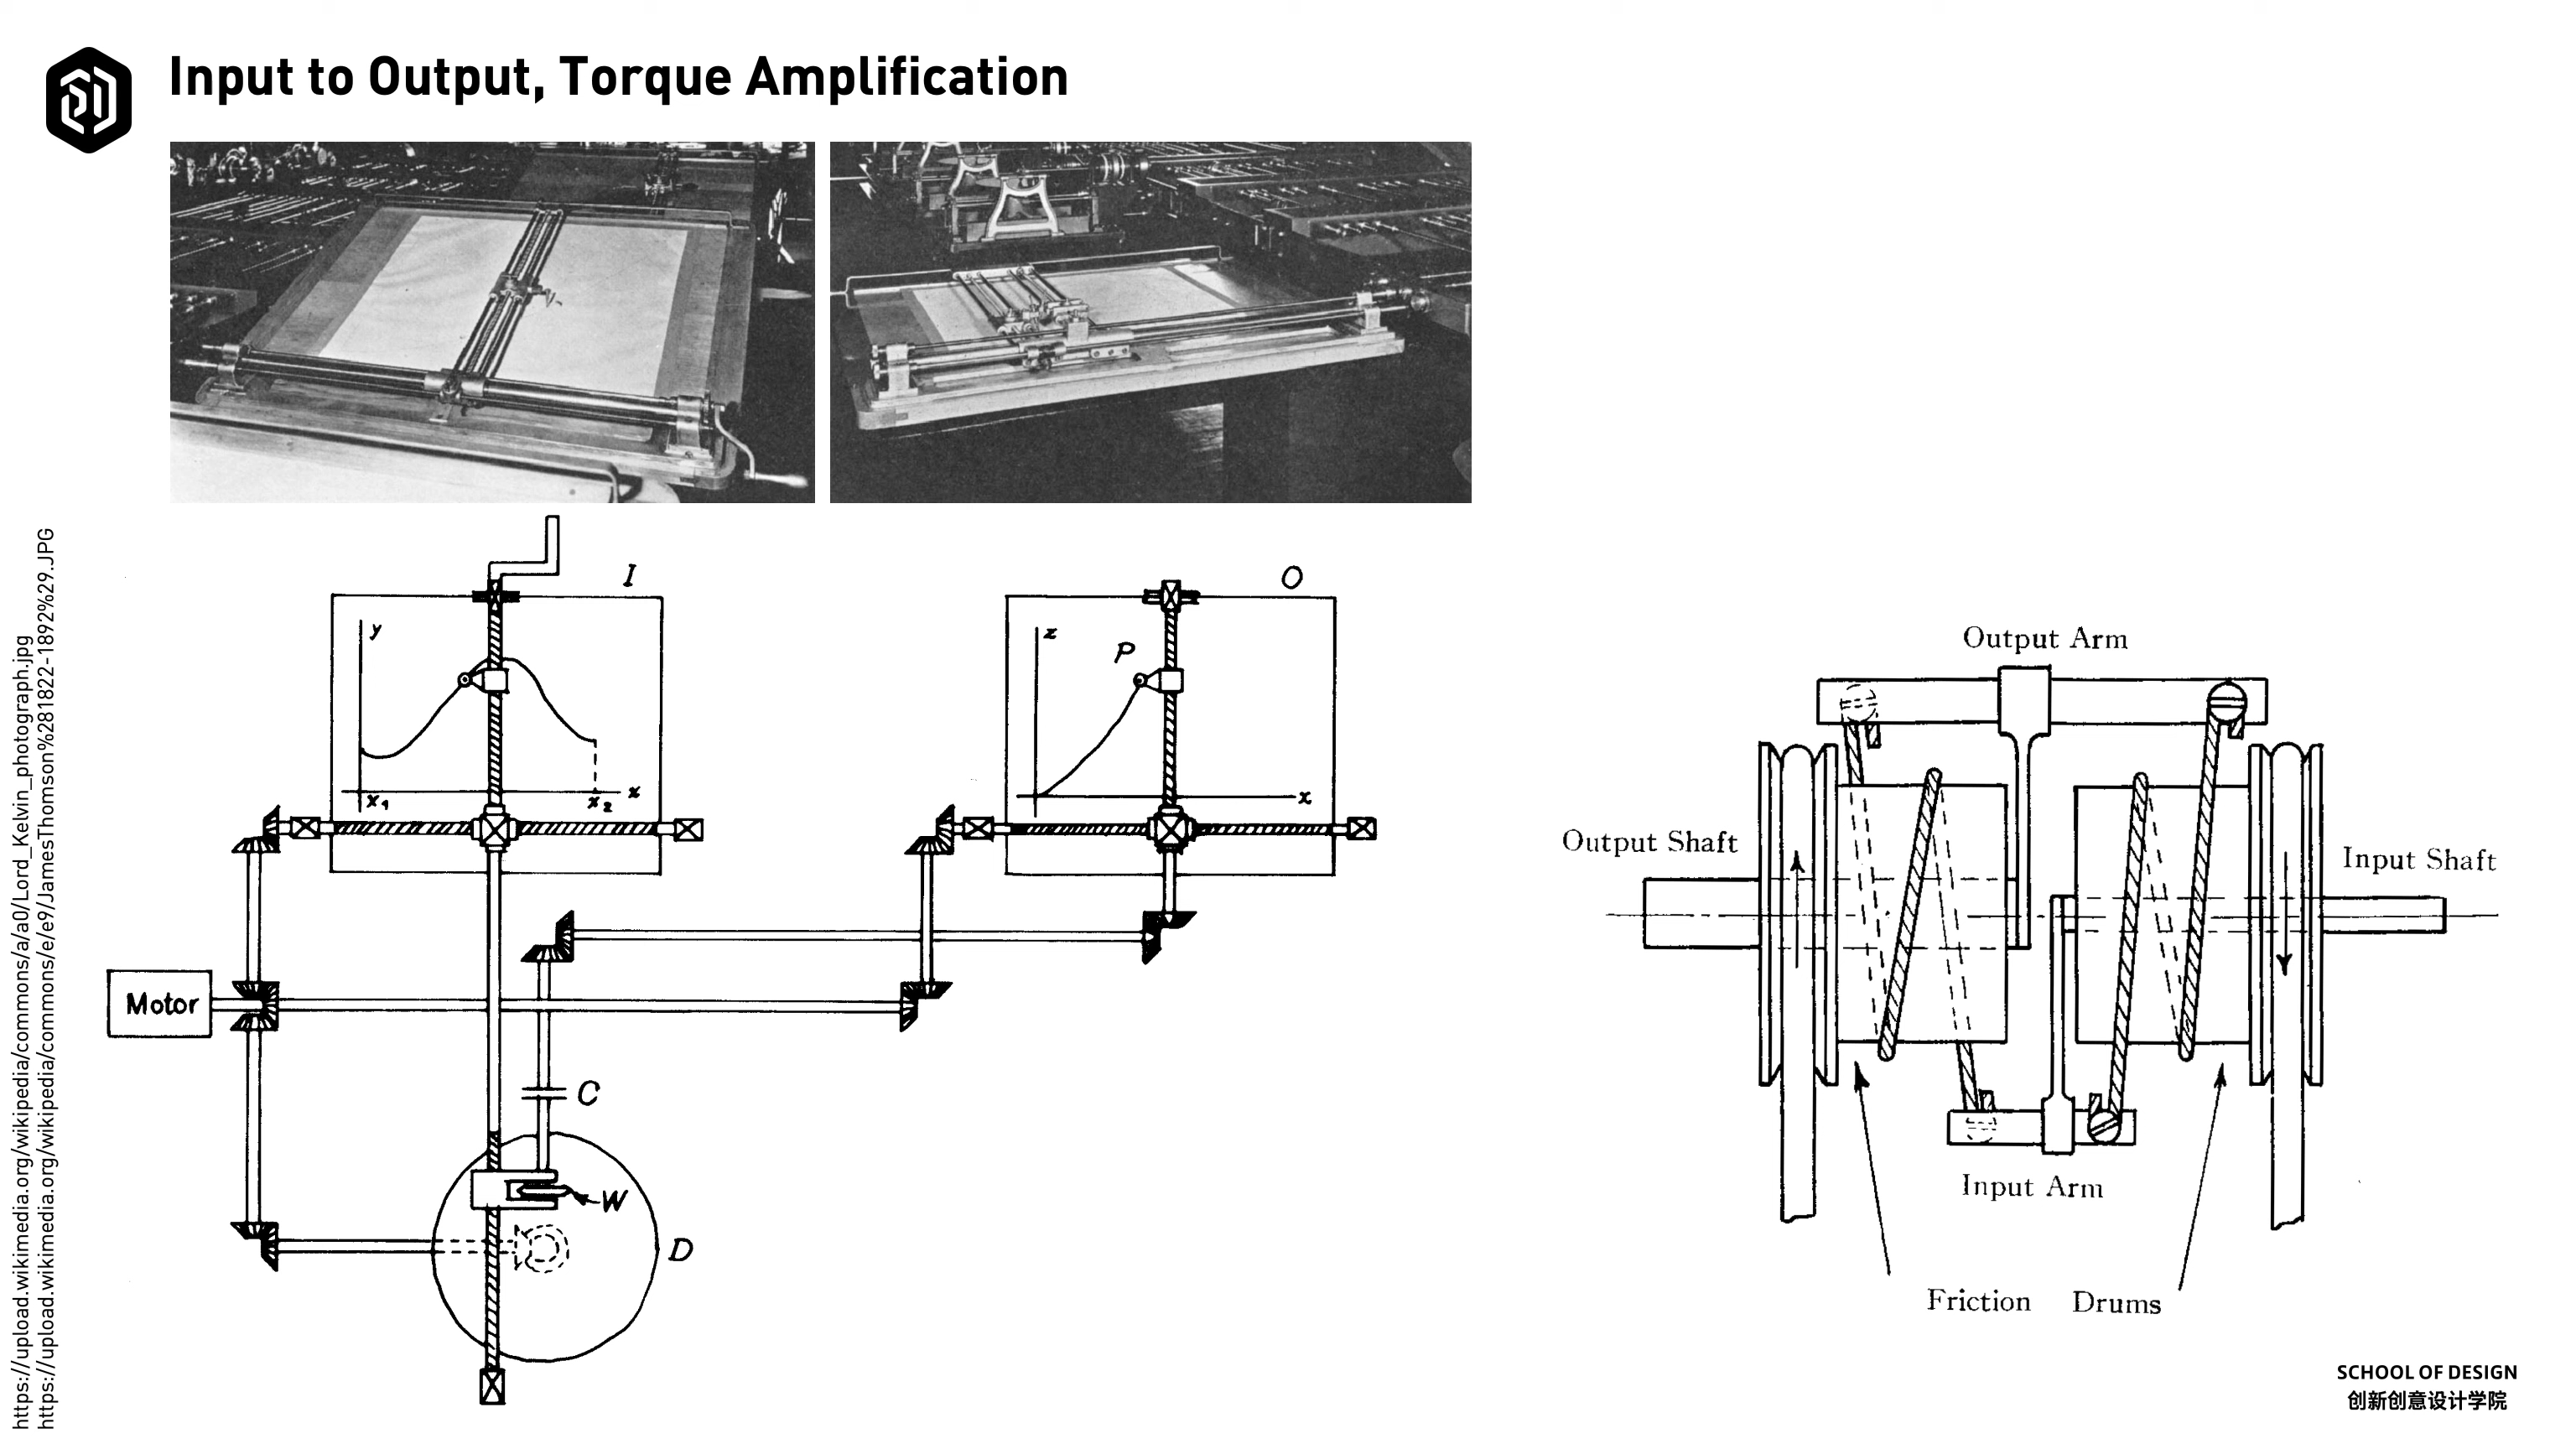 Input to Output, Torque Amplification
https://upload.wikimedia.org/wikipedia/commons/a/a0/Lord_Kelvin_photograph.jpg
https://upload.wikimedia.org/wikipedia/commons/e/e9/JamesThomson%281822-1892%29.JPG
I
y
x₁
x₂
x
O
z
P
x
Motor
C
W
D
Output Arm
Output Shaft
Input Shaft
Input Arm
Friction Drums
SCHOOL OF DESIGN
创新创意设计学院